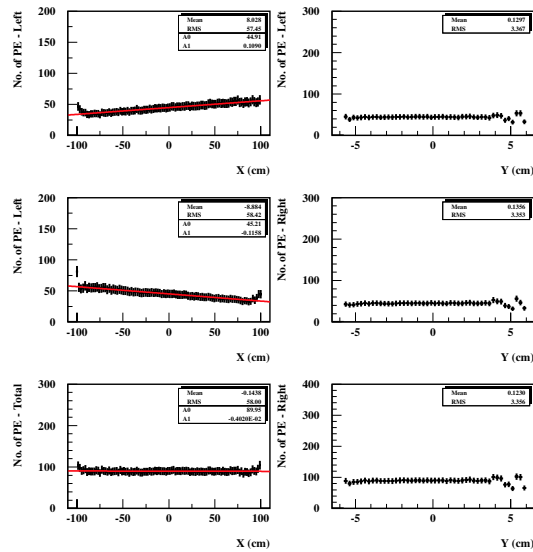 No. of PE - Left
200
150
100
50
0
Mean 8.028
RMS 57.45
A0 44.91
A1 0.1090
-100 -50 0 50 100
X (cm)
No. of PE - Left
300
200
100
0
Mean 0.1297
RMS 3.367
-5 0 5
Y (cm)
No. of PE - Left
200
150
100
50
0
Mean -8.884
RMS 58.42
A0 45.21
A1 -0.1158
-100 -50 0 50 100
X (cm)
No. of PE - Right
300
200
100
0
Mean 0.1356
RMS 3.353
-5 0 5
Y (cm)
No. of PE - Total
300
200
100
0
Mean -0.1438
RMS 58.00
A0 89.95
A1 -0.4020E-02
-100 -50 0 50 100
X (cm)
No. of PE - Right
400
300
200
100
0
Mean 0.1230
RMS 3.356
-5 0 5
Y (cm)